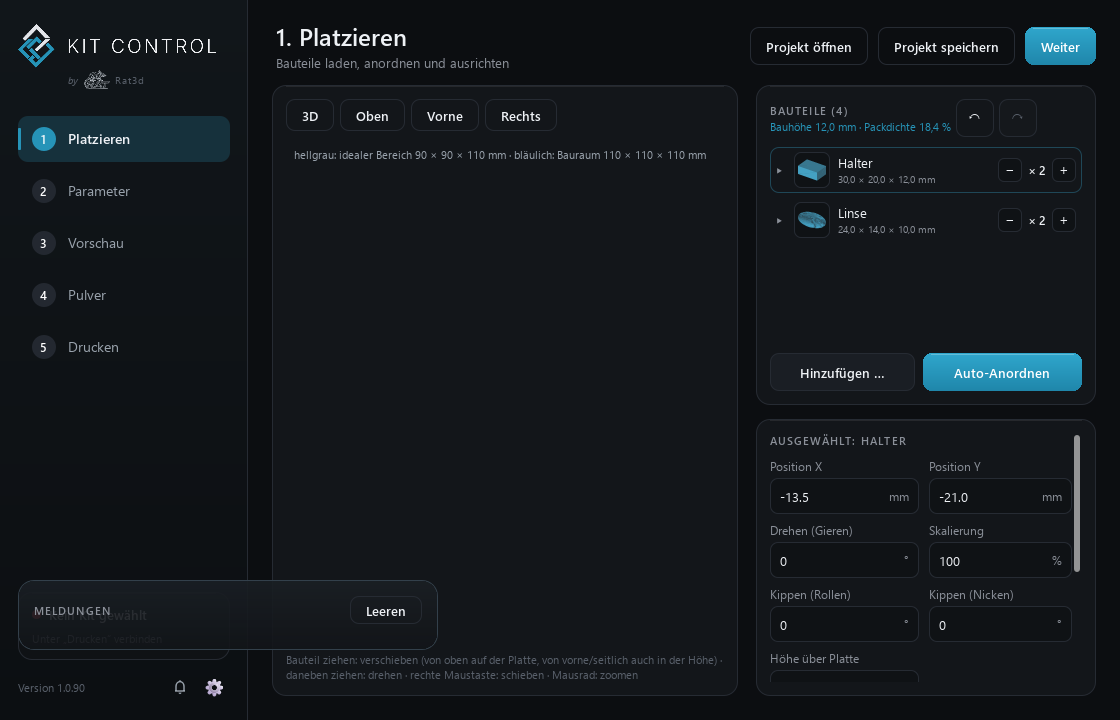 KIT CONTROL
by Rat3d
1 Platzieren
2 Parameter
3 Vorschau
4 Pulver
5 Drucken
MELDUNGEN
Leeren
Kein Kit gewählt
Unter „Drucken“ verbinden
Version 1.0.90
1. Platzieren
Bauteile laden, anordnen und ausrichten
Projekt öffnen
Projekt speichern
Weiter
3D
Oben
Vorne
Rechts
hellgrau: idealer Bereich 90 × 90 × 110 mm · bläulich: Bauraum 110 × 110 × 110 mm
Bauteil ziehen: verschieben (von oben auf der Platte, von vorne/seitlich auch in der Höhe) ·
daneben ziehen: drehen · rechte Maustaste: schieben · Mausrad: zoomen
BAUTEILE (4)
Bauhöhe 12,0 mm · Packdichte 18,4 %
Halter
30,0 × 20,0 × 12,0 mm
− × 2 +
Linse
24,0 × 14,0 × 10,0 mm
− × 2 +
Hinzufügen ...
Auto-Anordnen
AUSGEWÄHLT: HALTER
Position X
-13.5 mm
Position Y
-21.0 mm
Drehen (Gieren)
0 °
Skalierung
100 %
Kippen (Rollen)
0 °
Kippen (Nicken)
0 °
Höhe über Platte